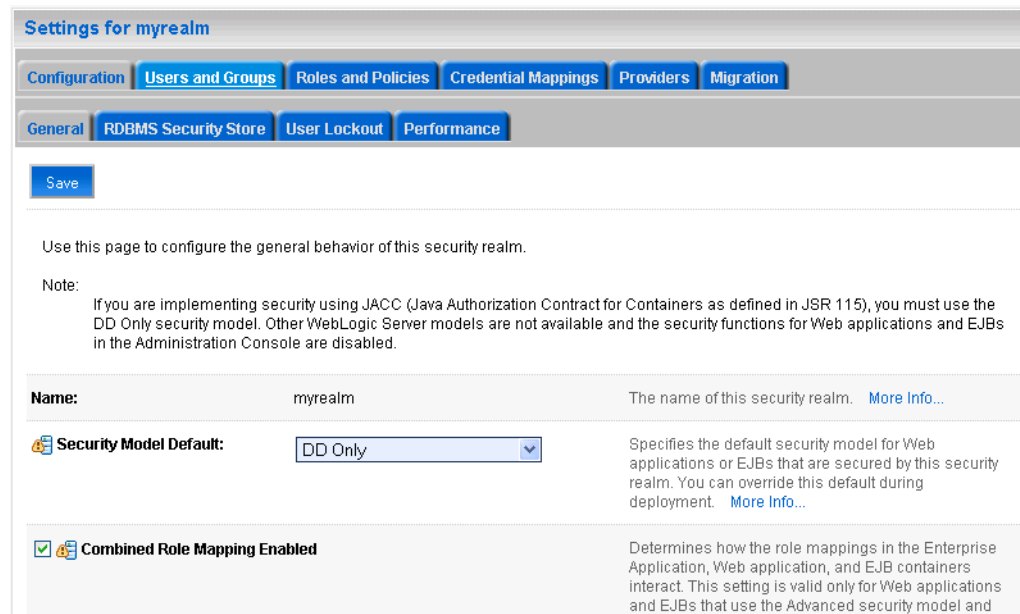 Settings for myrealm
Configuration Users and Groups Roles and Policies Credential Mappings Providers Migration
General RDBMS Security Store User Lockout Performance
Save
Use this page to configure the general behavior of this security realm.
Note:
If you are implementing security using JACC (Java Authorization Contract for Containers as defined in JSR 115), you must use the
DD Only security model. Other WebLogic Server models are not available and the security functions for Web applications and EJBs
in the Administration Console are disabled.
Name: myrealm The name of this security realm. More Info...
Security Model Default: DD Only Specifies the default security model for Web
applications or EJBs that are secured by this security
realm. You can override this default during
deployment. More Info...
Combined Role Mapping Enabled Determines how the role mappings in the Enterprise
Application, Web application, and EJB containers
interact. This setting is valid only for Web applications
and EJBs that use the Advanced security model and